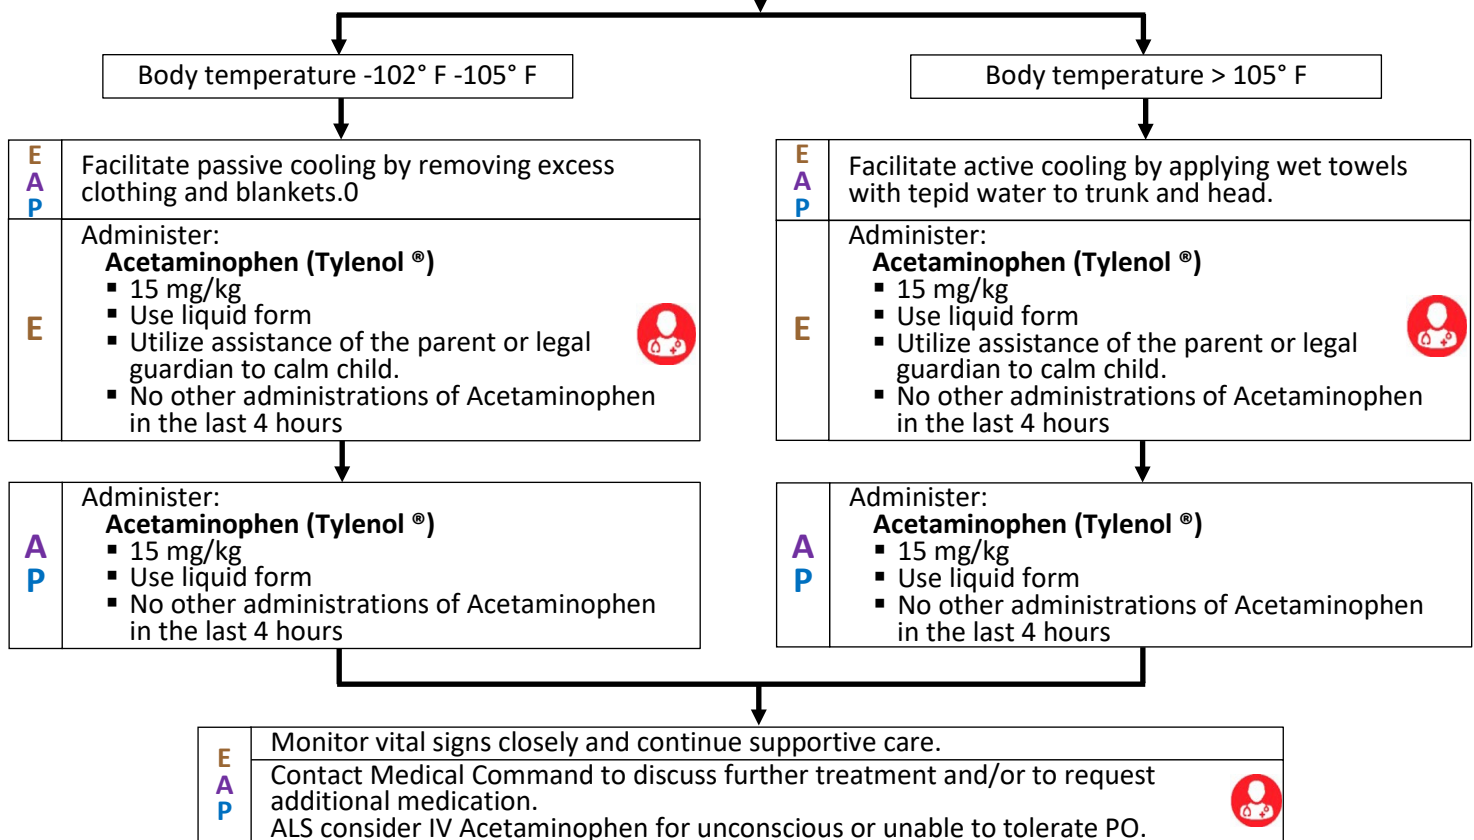 Body temperature -102° F -105° F
Body temperature > 105° F
E
A
P
Facilitate passive cooling by removing excess
clothing and blankets.0
E
Administer:
Acetaminophen (Tylenol ®)
▪ 15 mg/kg
▪ Use liquid form
▪ Utilize assistance of the parent or legal
guardian to calm child.
▪ No other administrations of Acetaminophen
in the last 4 hours
A
P
Administer:
Acetaminophen (Tylenol ®)
▪ 15 mg/kg
▪ Use liquid form
▪ No other administrations of Acetaminophen
in the last 4 hours
E
A
P
Facilitate active cooling by applying wet towels
with tepid water to trunk and head.
E
Administer:
Acetaminophen (Tylenol ®)
▪ 15 mg/kg
▪ Use liquid form
▪ Utilize assistance of the parent or legal
guardian to calm child.
▪ No other administrations of Acetaminophen
in the last 4 hours
A
P
Administer:
Acetaminophen (Tylenol ®)
▪ 15 mg/kg
▪ Use liquid form
▪ No other administrations of Acetaminophen
in the last 4 hours
E
A
P
Monitor vital signs closely and continue supportive care.
Contact Medical Command to discuss further treatment and/or to request
additional medication.
ALS consider IV Acetaminophen for unconscious or unable to tolerate PO.